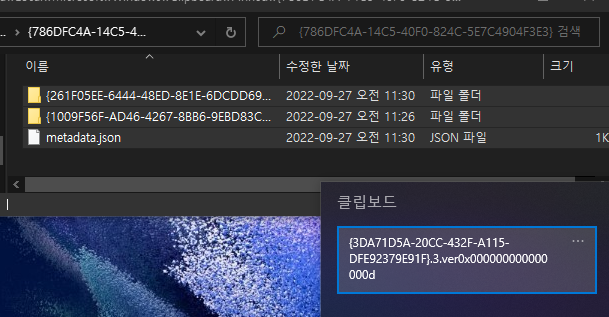 {786DFC4A-14C5-4...
{786DFC4A-14C5-40F0-824C-5E7C4904F3E3} 검색
이름 수정한 날짜 유형 크기
{261F05EE-6444-48ED-8E1E-6DCDD69... 2022-09-27 오전 11:30 파일 폴더
{1009F56F-AD46-4267-8BB6-9EBD83C... 2022-09-27 오전 11:26 파일 폴더
metadata.json 2022-09-27 오전 11:30 JSON 파일 1K
클립보드
{3DA71D5A-20CC-432F-A115-
DFE92379E91F}.3.ver0x000000000000
000d